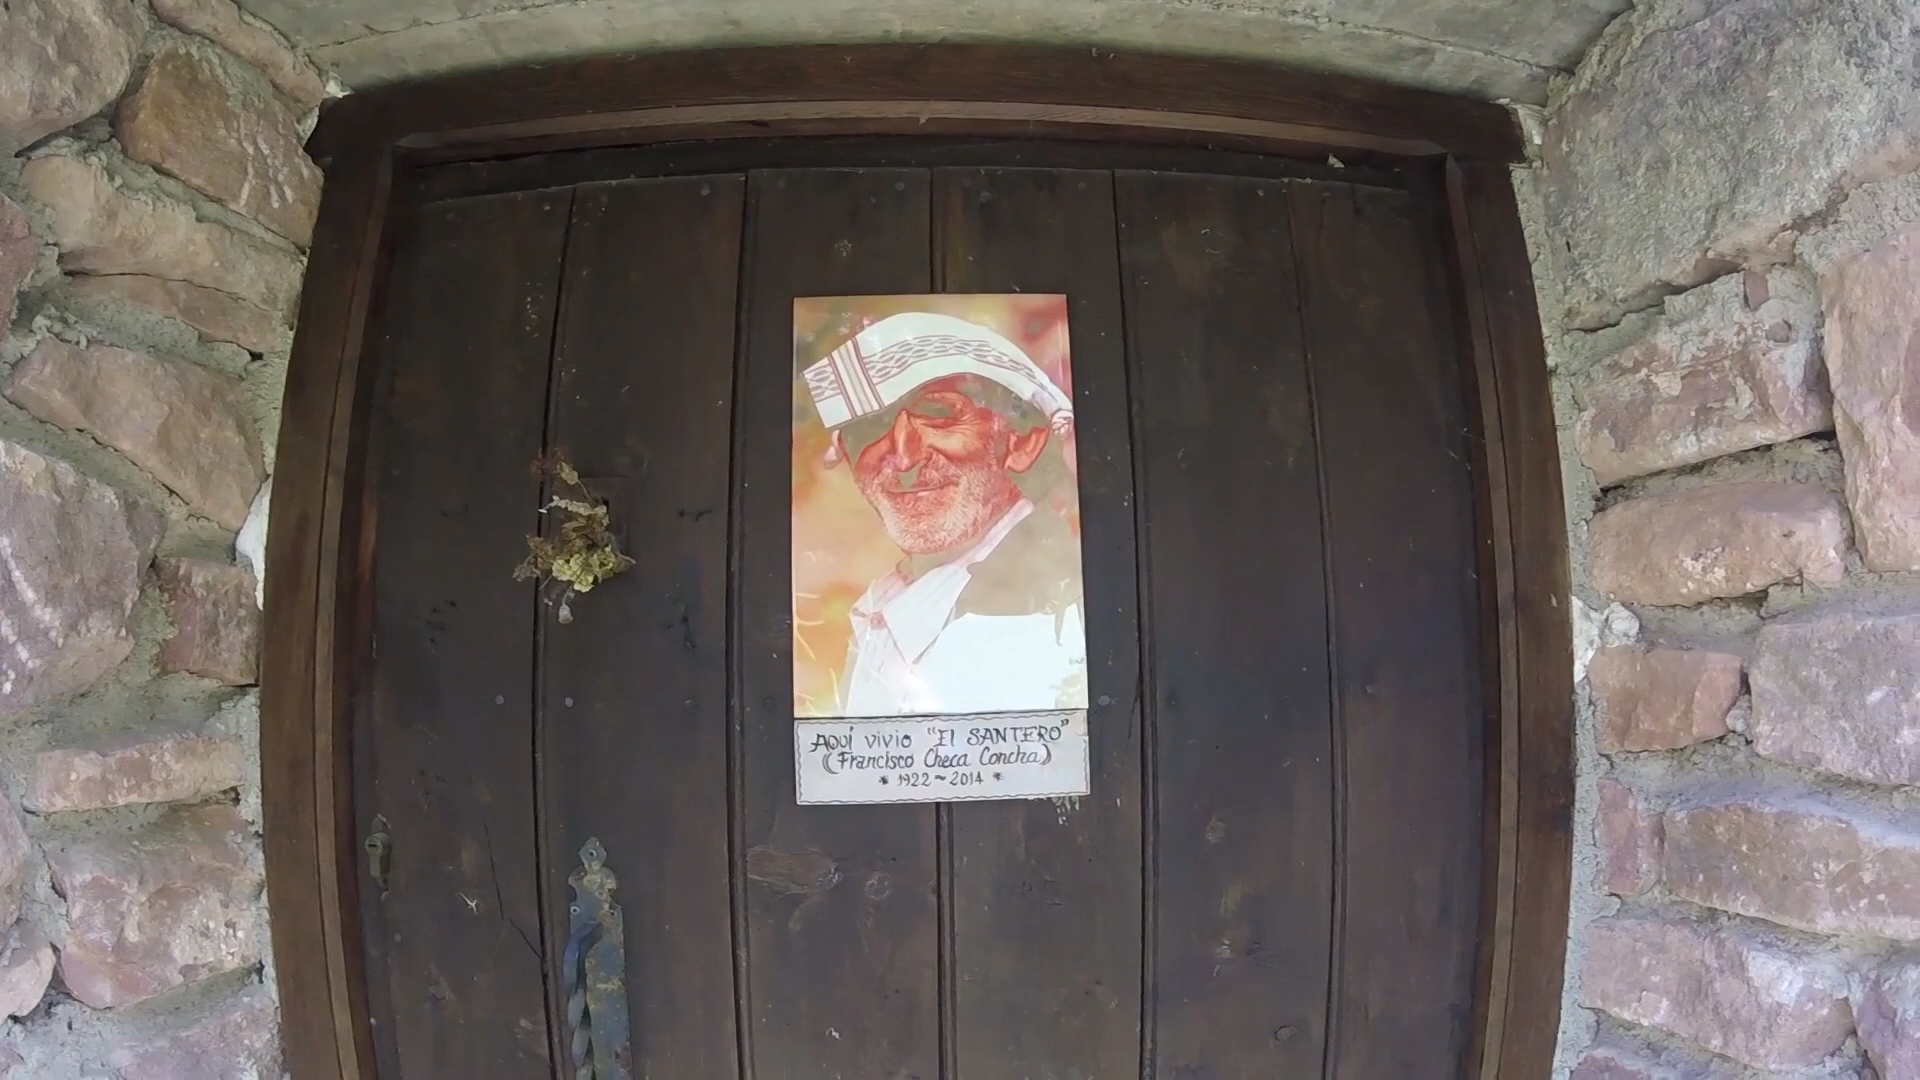 AQUÍ VIVIO "El SANTERO"
(Francisco Checa Concha)
* 1922 ~ 2014 *